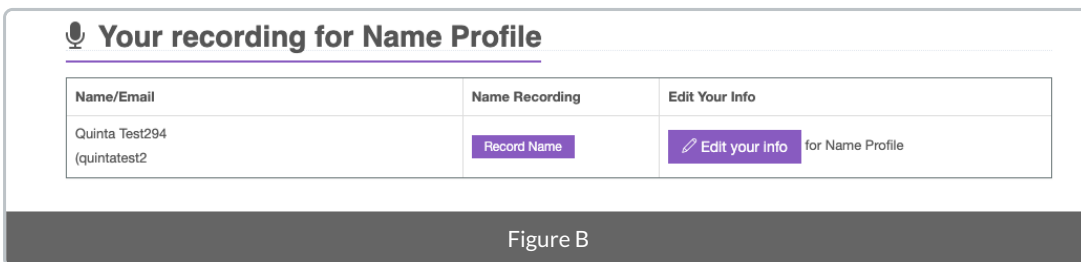 Your recording for Name Profile
Name/Email
Name Recording
Edit Your Info
Quinta Test294
(quintatest2
Record Name
Edit your info
for Name Profile
Figure B